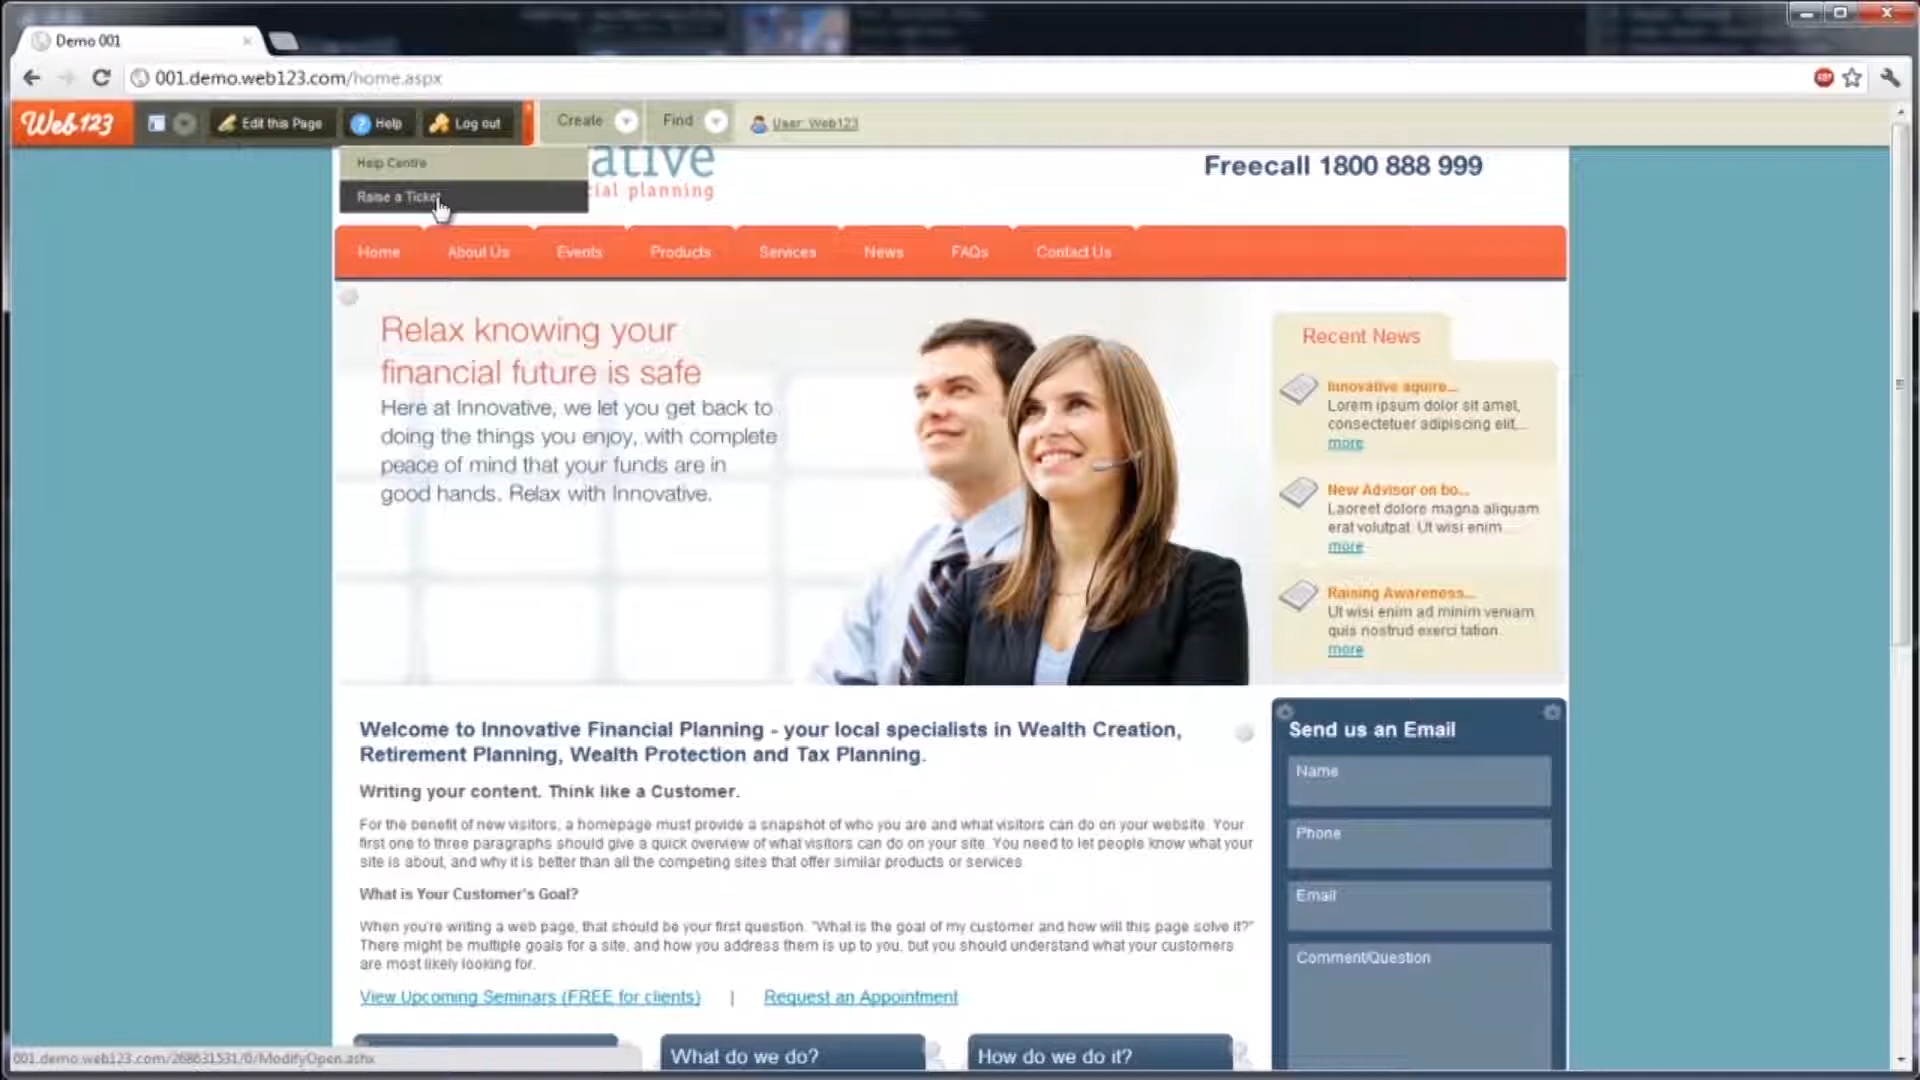 Demo 001
001.demo.web123.com/home.aspx
Web123
Edit this Page
Help
Log out
Create
Find
User: Web123
Help Centre
Raise a Ticket
ative
cial planning
Freecall 1800 888 999
Home
About Us
Events
Products
Services
News
FAQs
Contact Us
Relax knowing your
financial future is safe
Here at Innovative, we let you get back to
doing the things you enjoy, with complete
peace of mind that your funds are in
good hands. Relax with Innovative.
Recent News
Innovative aquire...
Lorem ipsum dolor sit amet,
consectetuer adipiscing elit,...
more
New Advisor on bo...
Laoreet dolore magna aliquam
erat volutpat. Ut wisi enim...
more
Raising Awareness...
Ut wisi enim ad minim veniam
quis nostrud exerci tation
more
Welcome to Innovative Financial Planning - your local specialists in Wealth Creation,
Retirement Planning, Wealth Protection and Tax Planning.
Writing your content. Think like a Customer.
For the benefit of new visitors, a homepage must provide a snapshot of who you are and what visitors can do on your website. Your
first one to three paragraphs should give a quick overview of what visitors can do on your site. You need to let people know what your
site is about, and why it is better than all the competing sites that offer similar products or services
What is Your Customer's Goal?
When you're writing a web page, that should be your first question. "What is the goal of my customer and how will this page solve it?"
There might be multiple goals for a site, and how you address them is up to you, but you should understand what your customers
are most likely looking for.
View Upcoming Seminars (FREE for clients) | Request an Appointment
Send us an Email
Name
Phone
Email
Comment/Question
What do we do?
How do we do it?
001.demo.web123.com/268631531/0/ModifyOpen.ashx